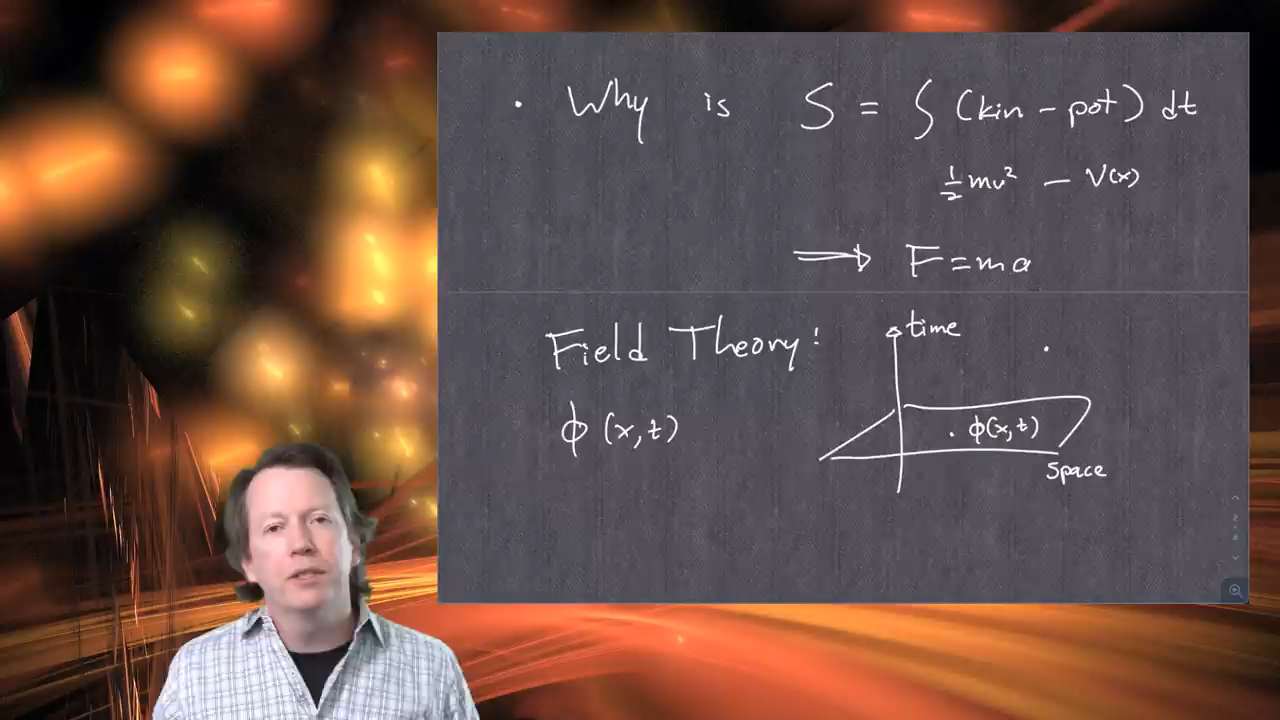 • Why is S = ∫ (kin - pot) dt
½mv² — V(x)
⇒ F = ma
Field Theory:
time
ϕ(x,t)
• ϕ(x,t)
space